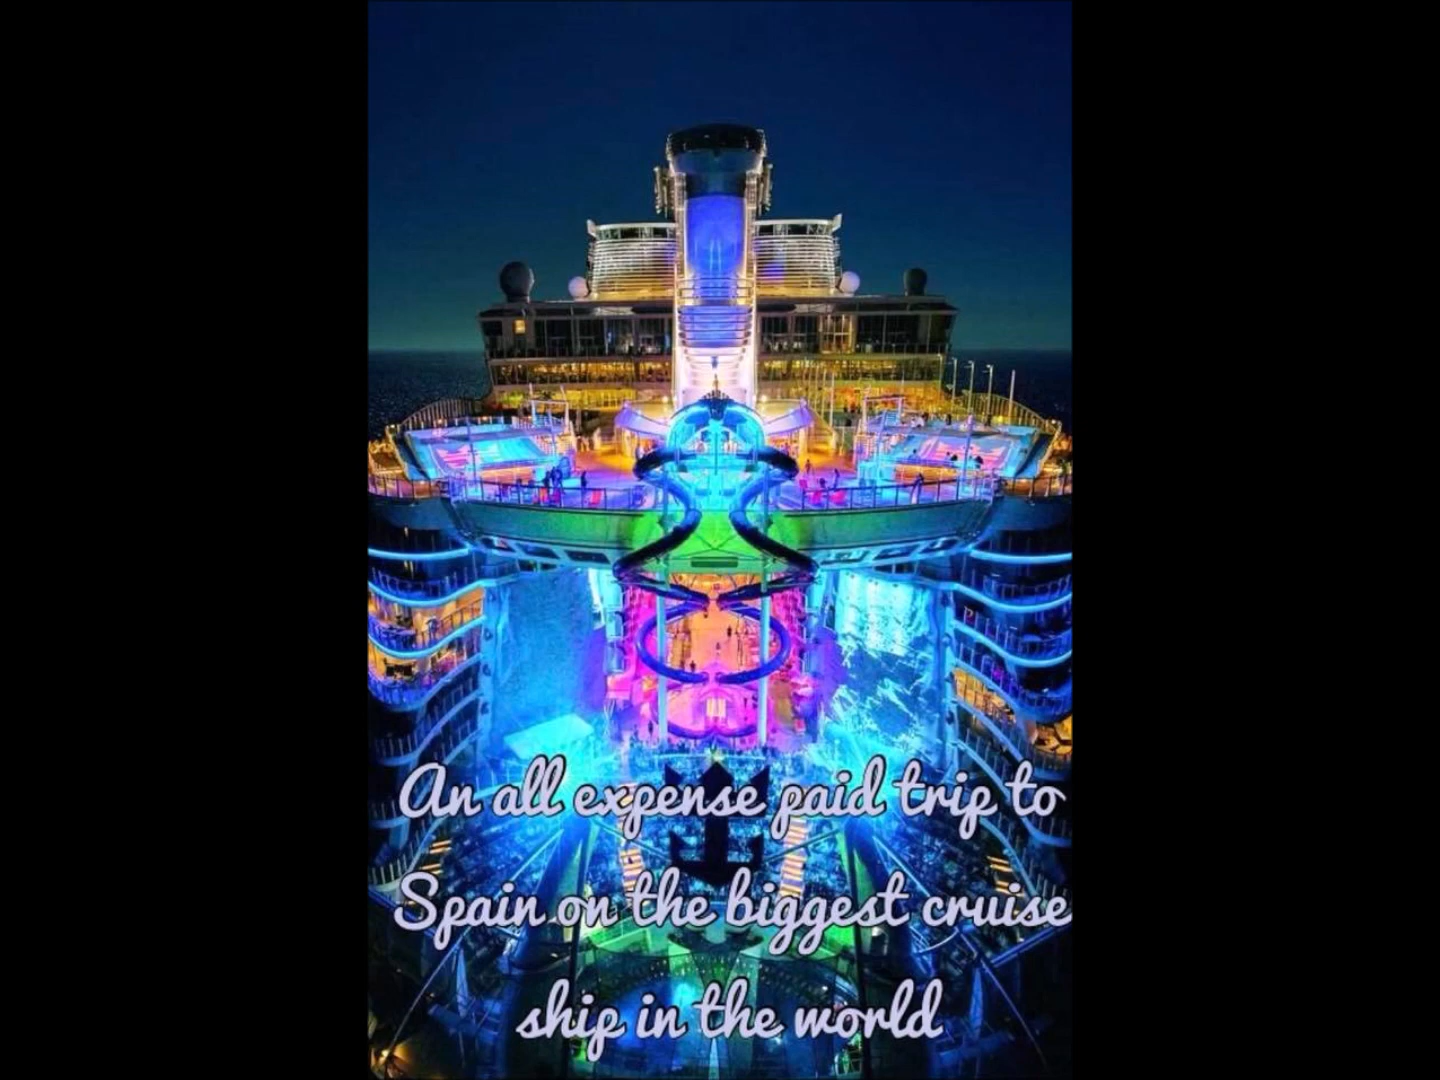 An all expense paid trip to
Spain on the biggest cruise
ship in the world